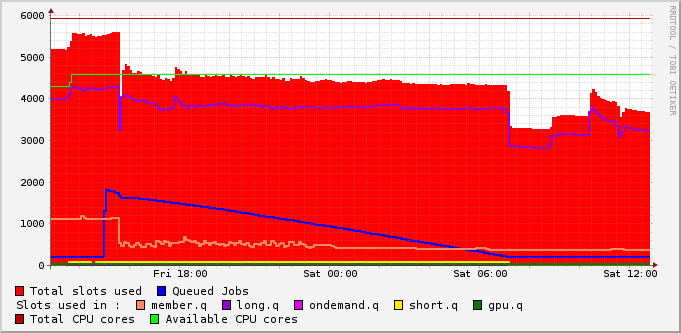 6000
5000
4000
3000
2000
1000
0
Fri 18:00 Sat 00:00 Sat 06:00 Sat 12:00
RRDTOOL / TOBI OETIKER
Total slots used Queued Jobs
Slots used in : member.q long.q ondemand.q short.q gpu.q
Total CPU cores Available CPU cores